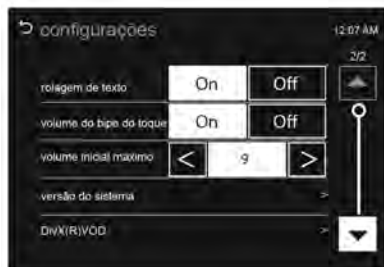 configurações
12:07 AM
2/2
rolagem de texto On Off
volume do bipe do toque On Off
volume inicial maximo < 9 >
versão do sistema >
DIVX(R)VOD >